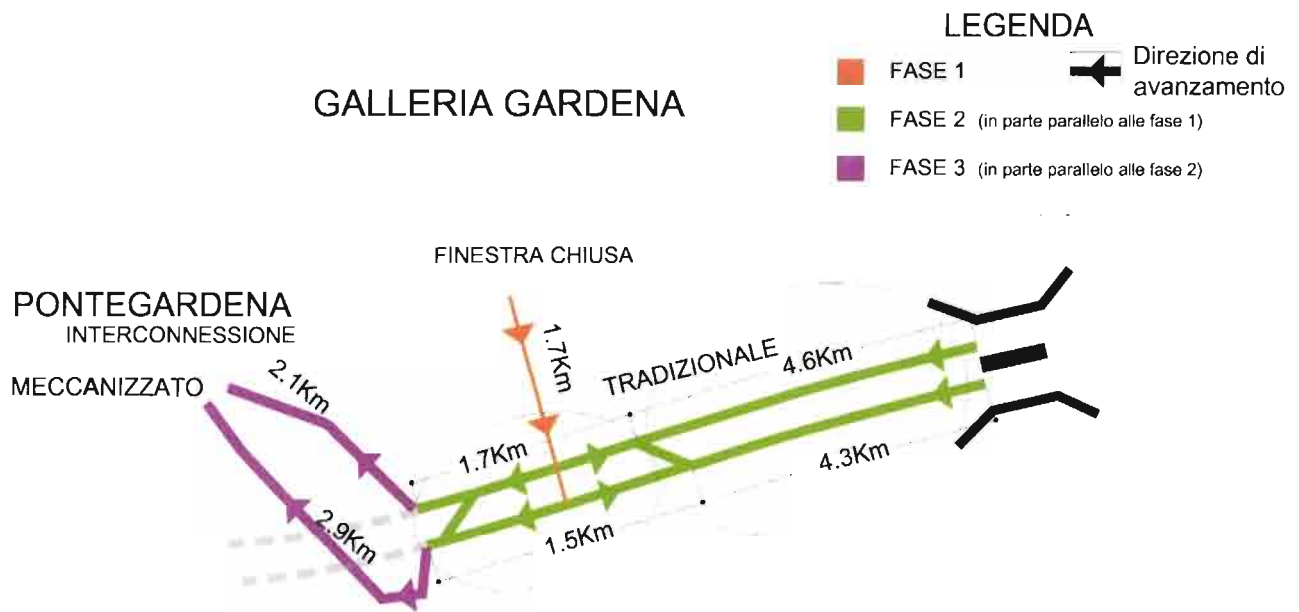 LEGENDA
FASE 1
Direzione di
avanzamento
GALLERIA GARDENA
FASE 2 (in parte parallelo alle fase 1)
FASE 3 (in parte parallelo alle fase 2)
FINESTRA CHIUSA
PONTEGARDENA
INTERCONNESSIONE
MECCANIZZATO
2.1Km
1.7Km
TRADIZIONALE
4.6Km
1.7Km
4.3Km
2.9Km
1.5Km